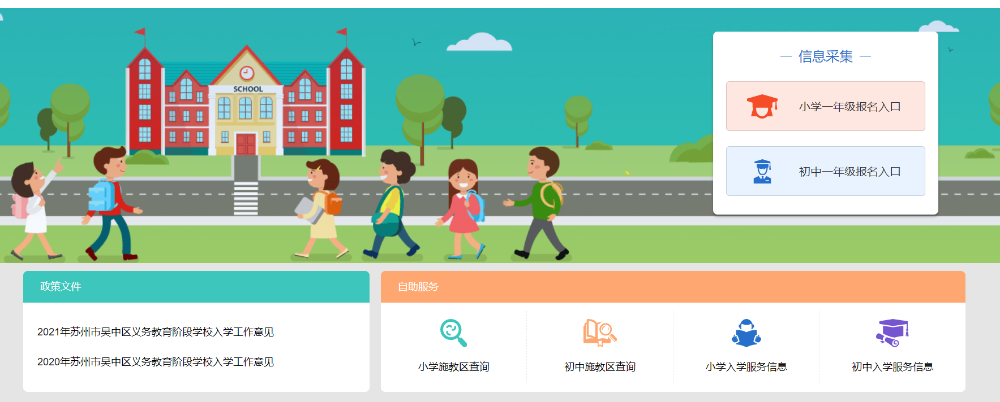 SCHOOL
信息采集
小学一年级报名入口
初中一年级报名入口
政策文件
2021年苏州市吴中区义务教育阶段学校入学工作意见
2020年苏州市吴中区义务教育阶段学校入学工作意见
自助服务
小学施教区查询
初中施教区查询
小学入学服务信息
初中入学服务信息